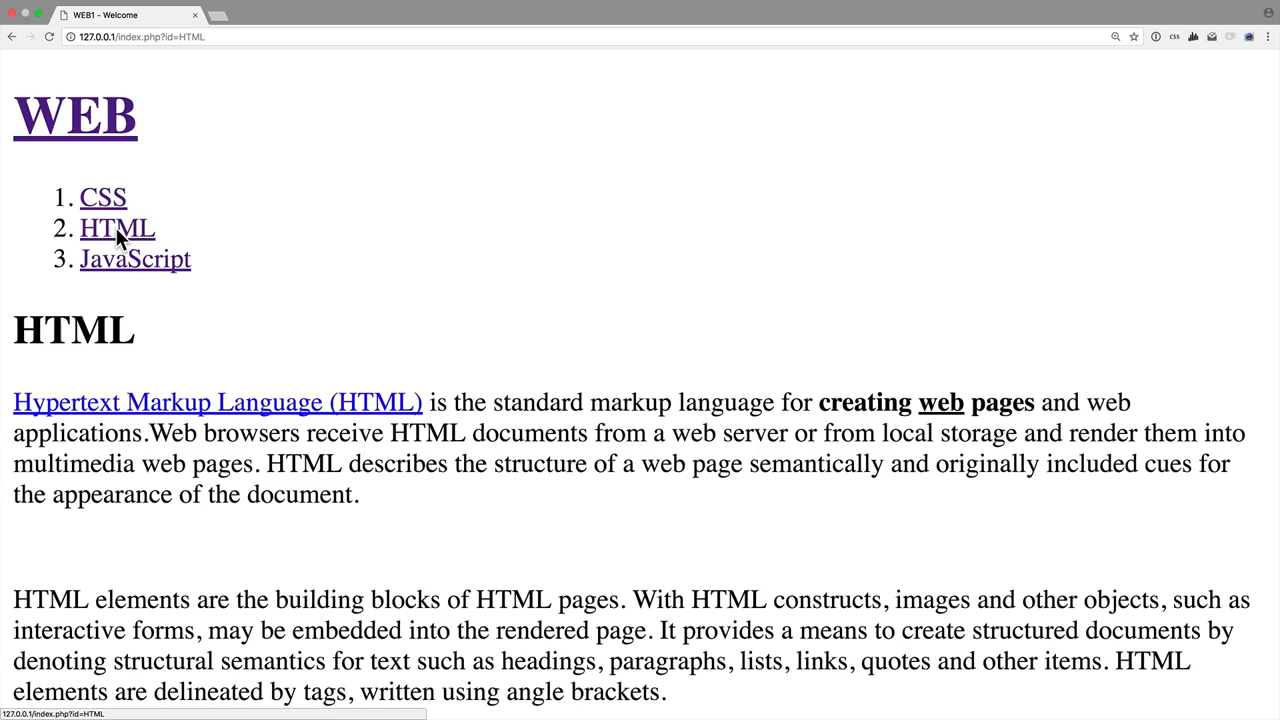 WEB1 - Welcome
127.0.0.1/index.php?id=HTML
css
WEB
1. CSS
2. HTML
3. JavaScript
HTML
Hypertext Markup Language (HTML) is the standard markup language for creating web pages and web
applications.Web browsers receive HTML documents from a web server or from local storage and render them into
multimedia web pages. HTML describes the structure of a web page semantically and originally included cues for
the appearance of the document.
HTML elements are the building blocks of HTML pages. With HTML constructs, images and other objects, such as
interactive forms, may be embedded into the rendered page. It provides a means to create structured documents by
denoting structural semantics for text such as headings, paragraphs, lists, links, quotes and other items. HTML
elements are delineated by tags, written using angle brackets.
127.0.0.1/index.php?id=HTML